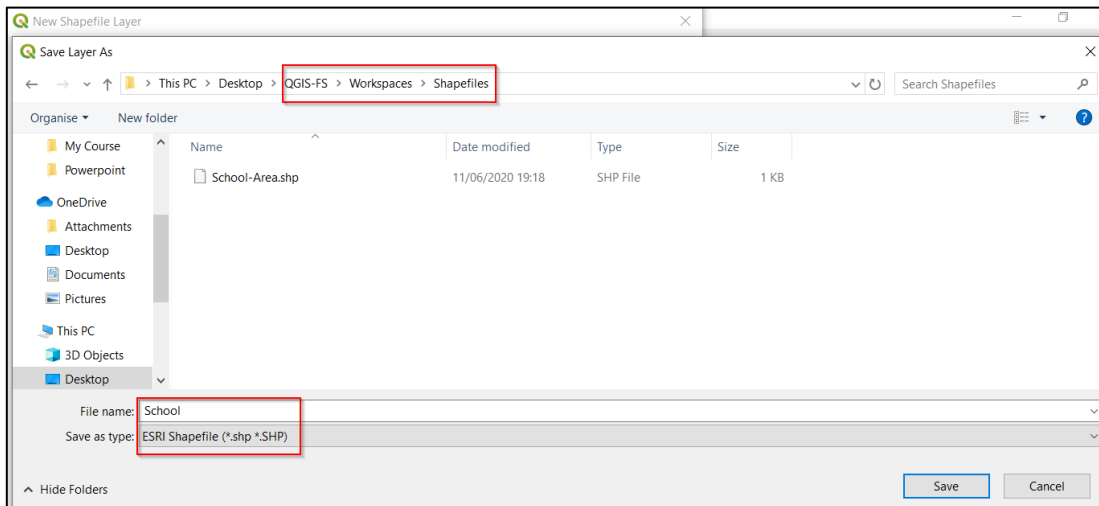 New Shapefile Layer
Save Layer As
This PC > Desktop > QGIS-FS > Workspaces > Shapefiles
Search Shapefiles
Organise
New folder
Name
Date modified
Type
Size
School-Area.shp
11/06/2020 19:18
SHP File
1 KB
My Course
Powerpoint
OneDrive
Attachments
Desktop
Documents
Pictures
This PC
3D Objects
Desktop
File name: School
Save as type: ESRI Shapefile (*.shp *.SHP)
Hide Folders
Save
Cancel